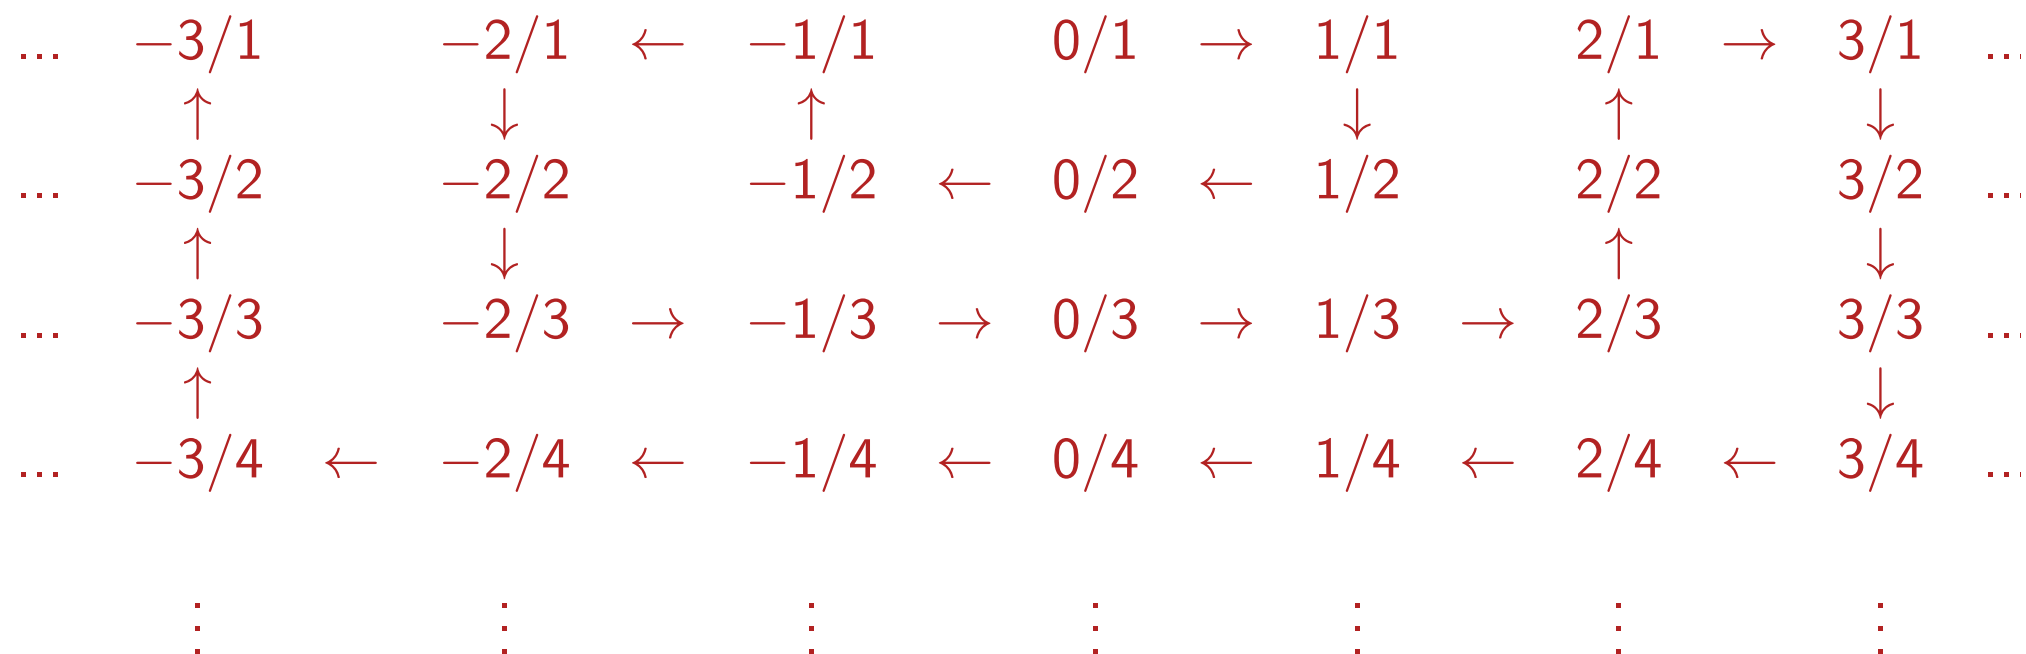 … −3/1 −2/1 ← −1/1 0/1 → 1/1 2/1 → 3/1 …
↑ ↓ ↑ ↓ ↑ ↓
… −3/2 −2/2 −1/2 ← 0/2 ← 1/2 2/2 3/2 …
↑ ↓ ↑ ↓
… −3/3 −2/3 → −1/3 → 0/3 → 1/3 → 2/3 3/3 …
↑ ↓
… −3/4 ← −2/4 ← −1/4 ← 0/4 ← 1/4 ← 2/4 ← 3/4 …
⋮ ⋮ ⋮ ⋮ ⋮ ⋮ ⋮